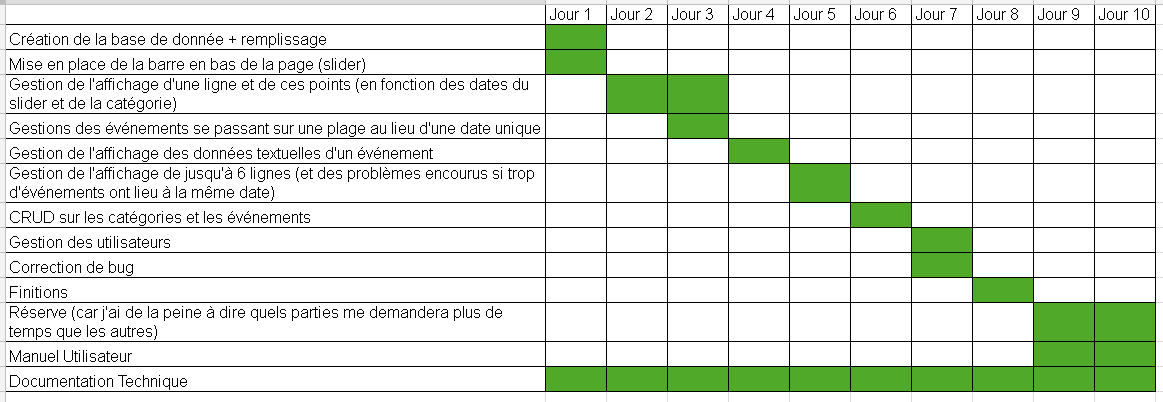 Jour 1 Jour 2 Jour 3 Jour 4 Jour 5 Jour 6 Jour 7 Jour 8 Jour 9 Jour 10
Création de la base de donnée + remplissage
Mise en place de la barre en bas de la page (slider)
Gestion de l'affichage d'une ligne et de ces points (en fonction des dates du
slider et de la catégorie)
Gestions des événements se passant sur une plage au lieu d'une date unique
Gestion de l'affichage des données textuelles d'un événement
Gestion de l'affichage de jusqu'à 6 lignes (et des problèmes encourus si trop
d'événements ont lieu à la même date)
CRUD sur les catégories et les événements
Gestion des utilisateurs
Correction de bug
Finitions
Réserve (car j'ai de la peine à dire quels parties me demandera plus de
temps que les autres)
Manuel Utilisateur
Documentation Technique